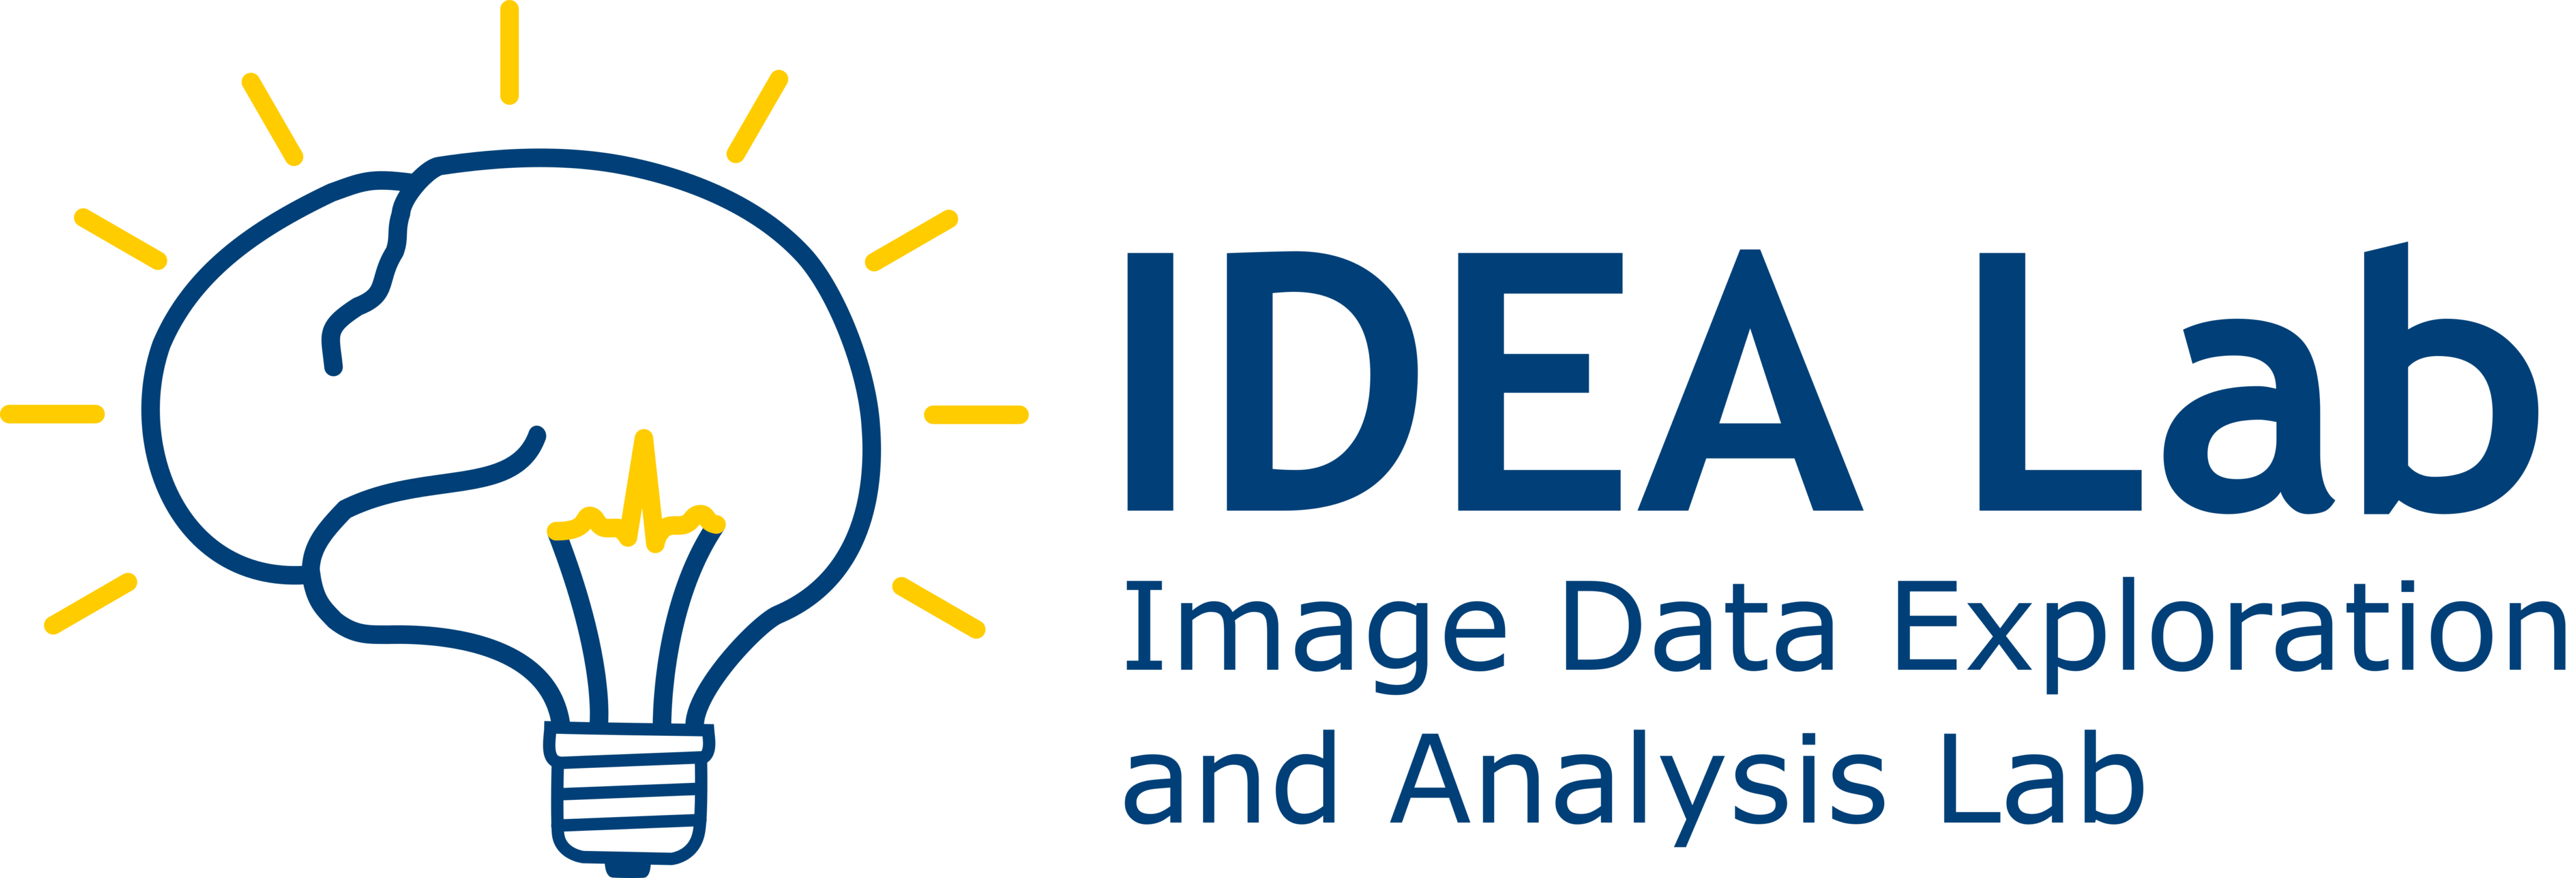 IDEA Lab
Image Data Exploration
and Analysis Lab